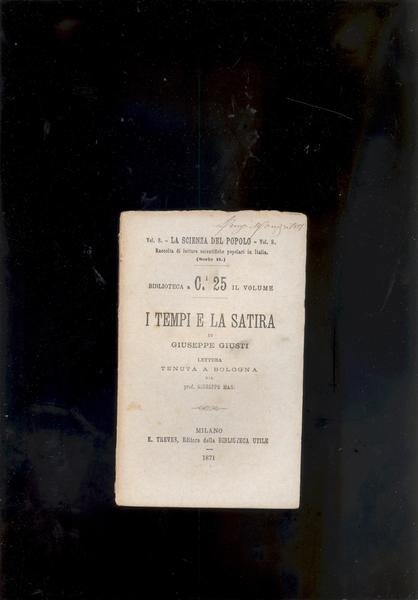 Vol. 8. - LA SCIENZA DEL POPOLO - Vol. 8.
Raccolta di letture scientifiche popolari in Italia.
(Serie II.)
BIBLIOTECA a C.i 25 IL VOLUME
I TEMPI E LA SATIRA
DI
GIUSEPPE GIUSTI
LETTURA
TENUTA A BOLOGNA
DAL
prof. GIUSEPPE
MILANO
E. TREVES, Editore della BIBLIOTECA UTILE
1871